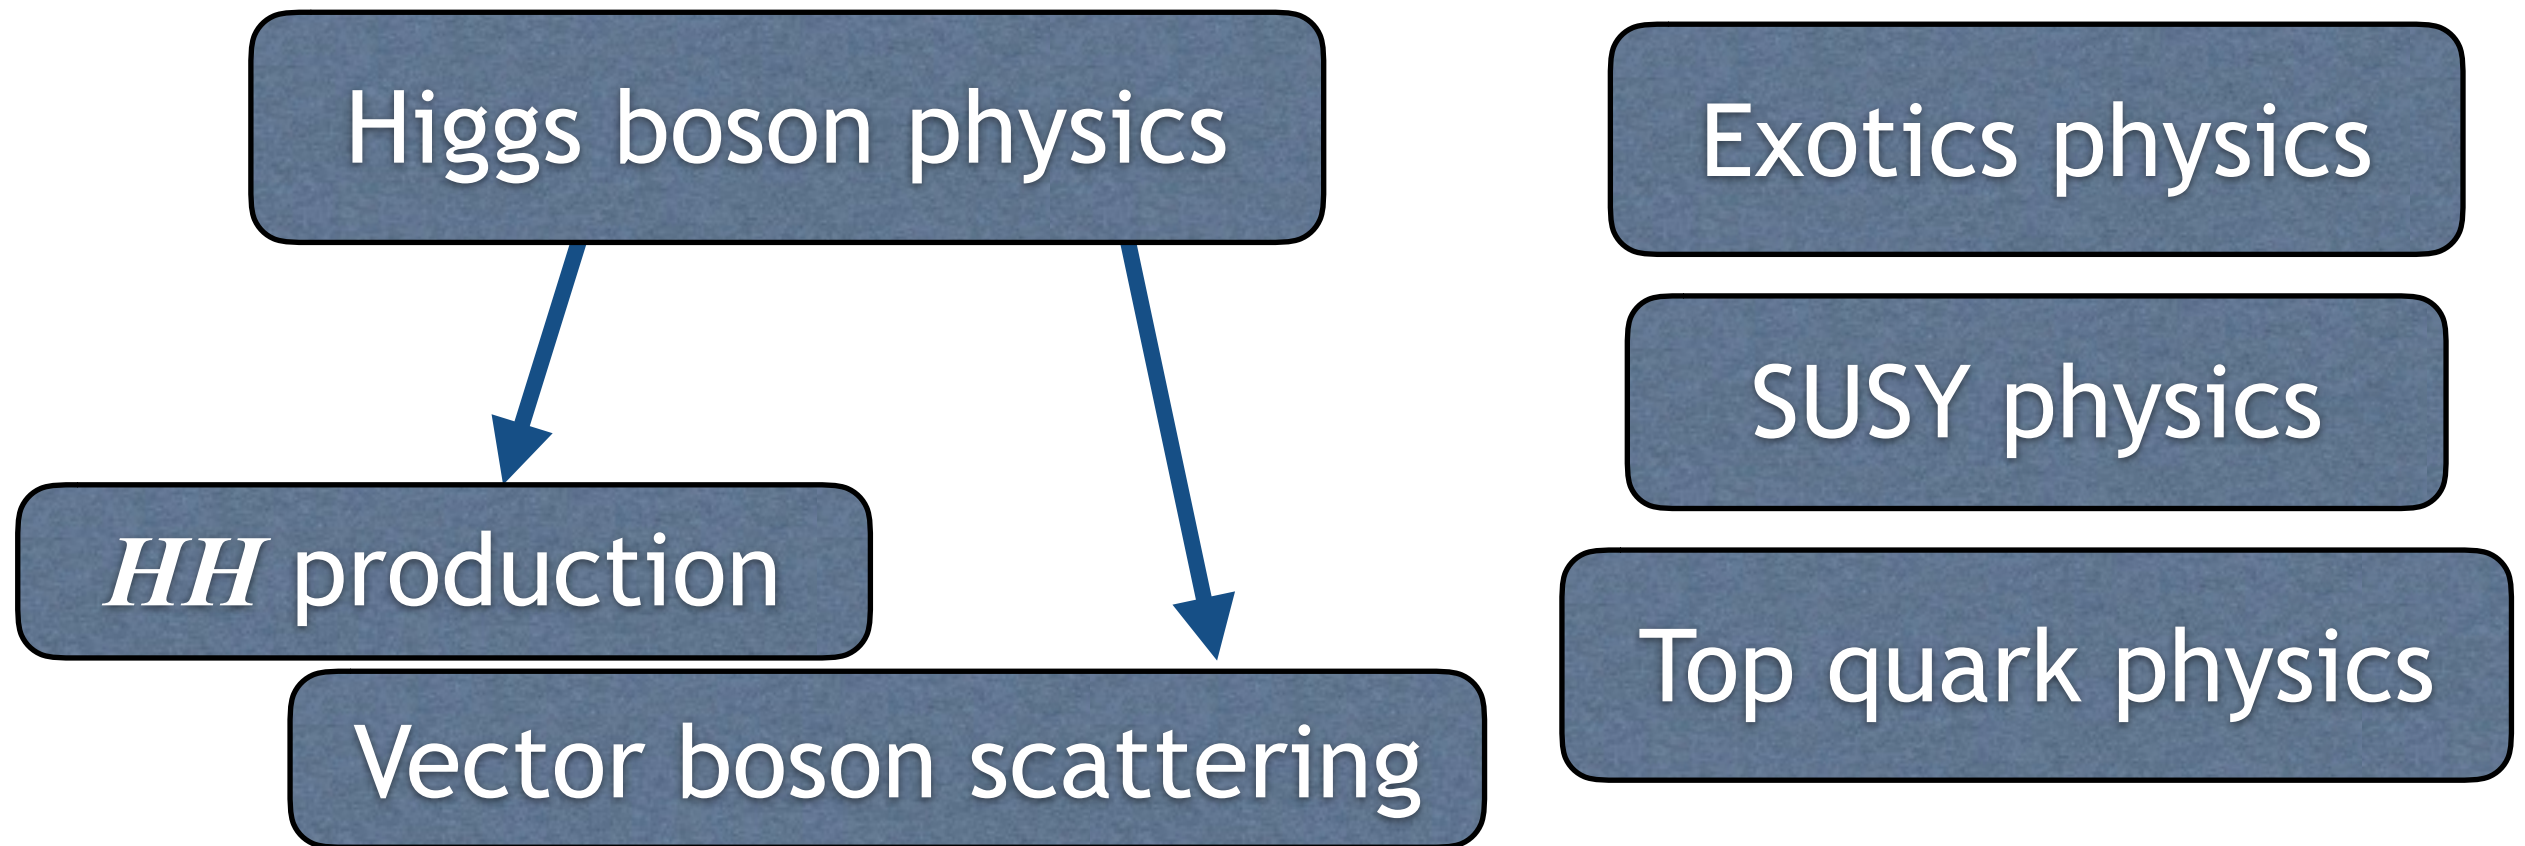 Higgs boson physics
HH production
Vector boson scattering
Exotics physics
SUSY physics
Top quark physics